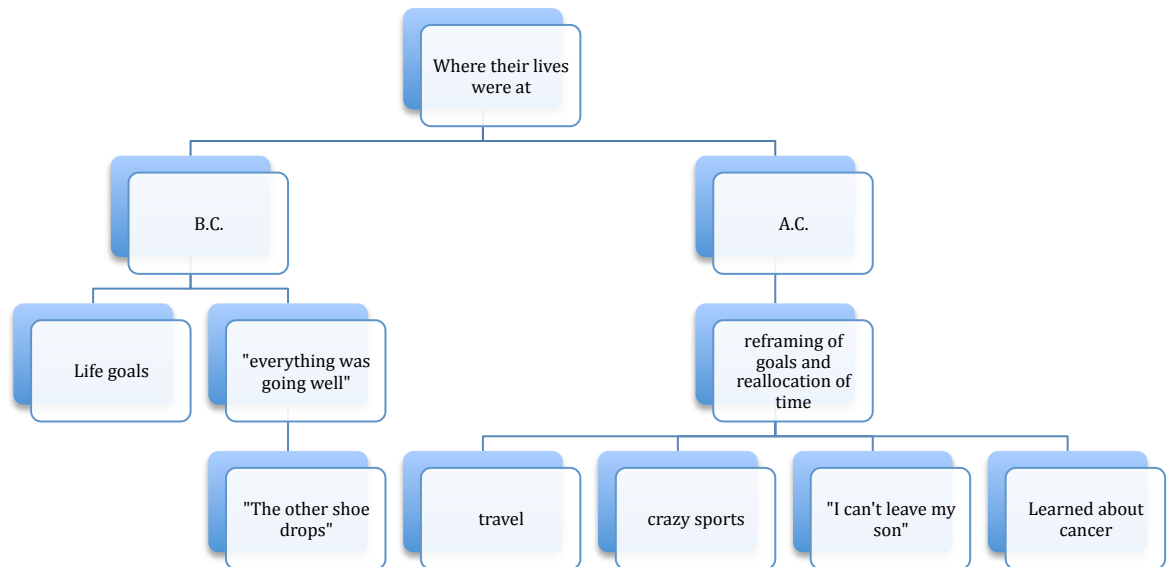 Where their lives
were at
B.C.
A.C.
Life goals
"everything was
going well"
reframing of
goals and
reallocation of
time
"The other shoe
drops"
travel
crazy sports
"I can't leave my
son"
Learned about
cancer